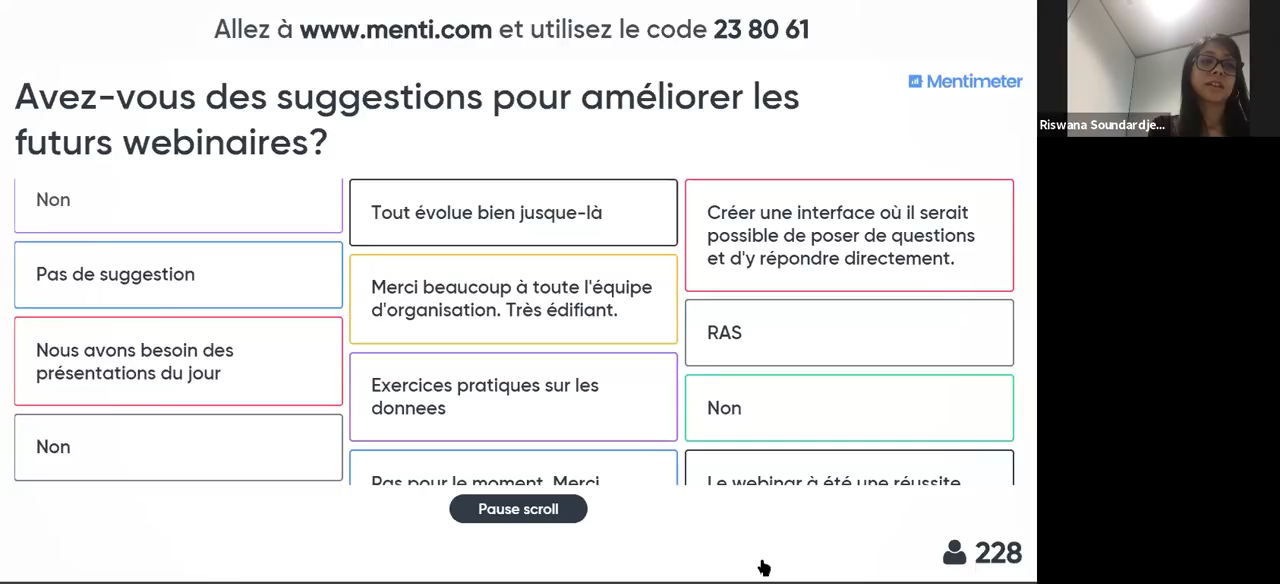 Allez à www.menti.com et utilisez le code 23 80 61
Mentimeter
Avez-vous des suggestions pour améliorer les
futurs webinaires?
Non
Pas de suggestion
Nous avons besoin des
présentations du jour
Non
Tout évolue bien jusque-là
Merci beaucoup à toute l'équipe
d'organisation. Très édifiant.
Exercices pratiques sur les
donnees
Pas pour le moment. Merci
Créer une interface où il serait
possible de poser de questions
et d'y répondre directement.
RAS
Non
Le webinar à été une réussite
Pause scroll
228
Riswana Soundardje...